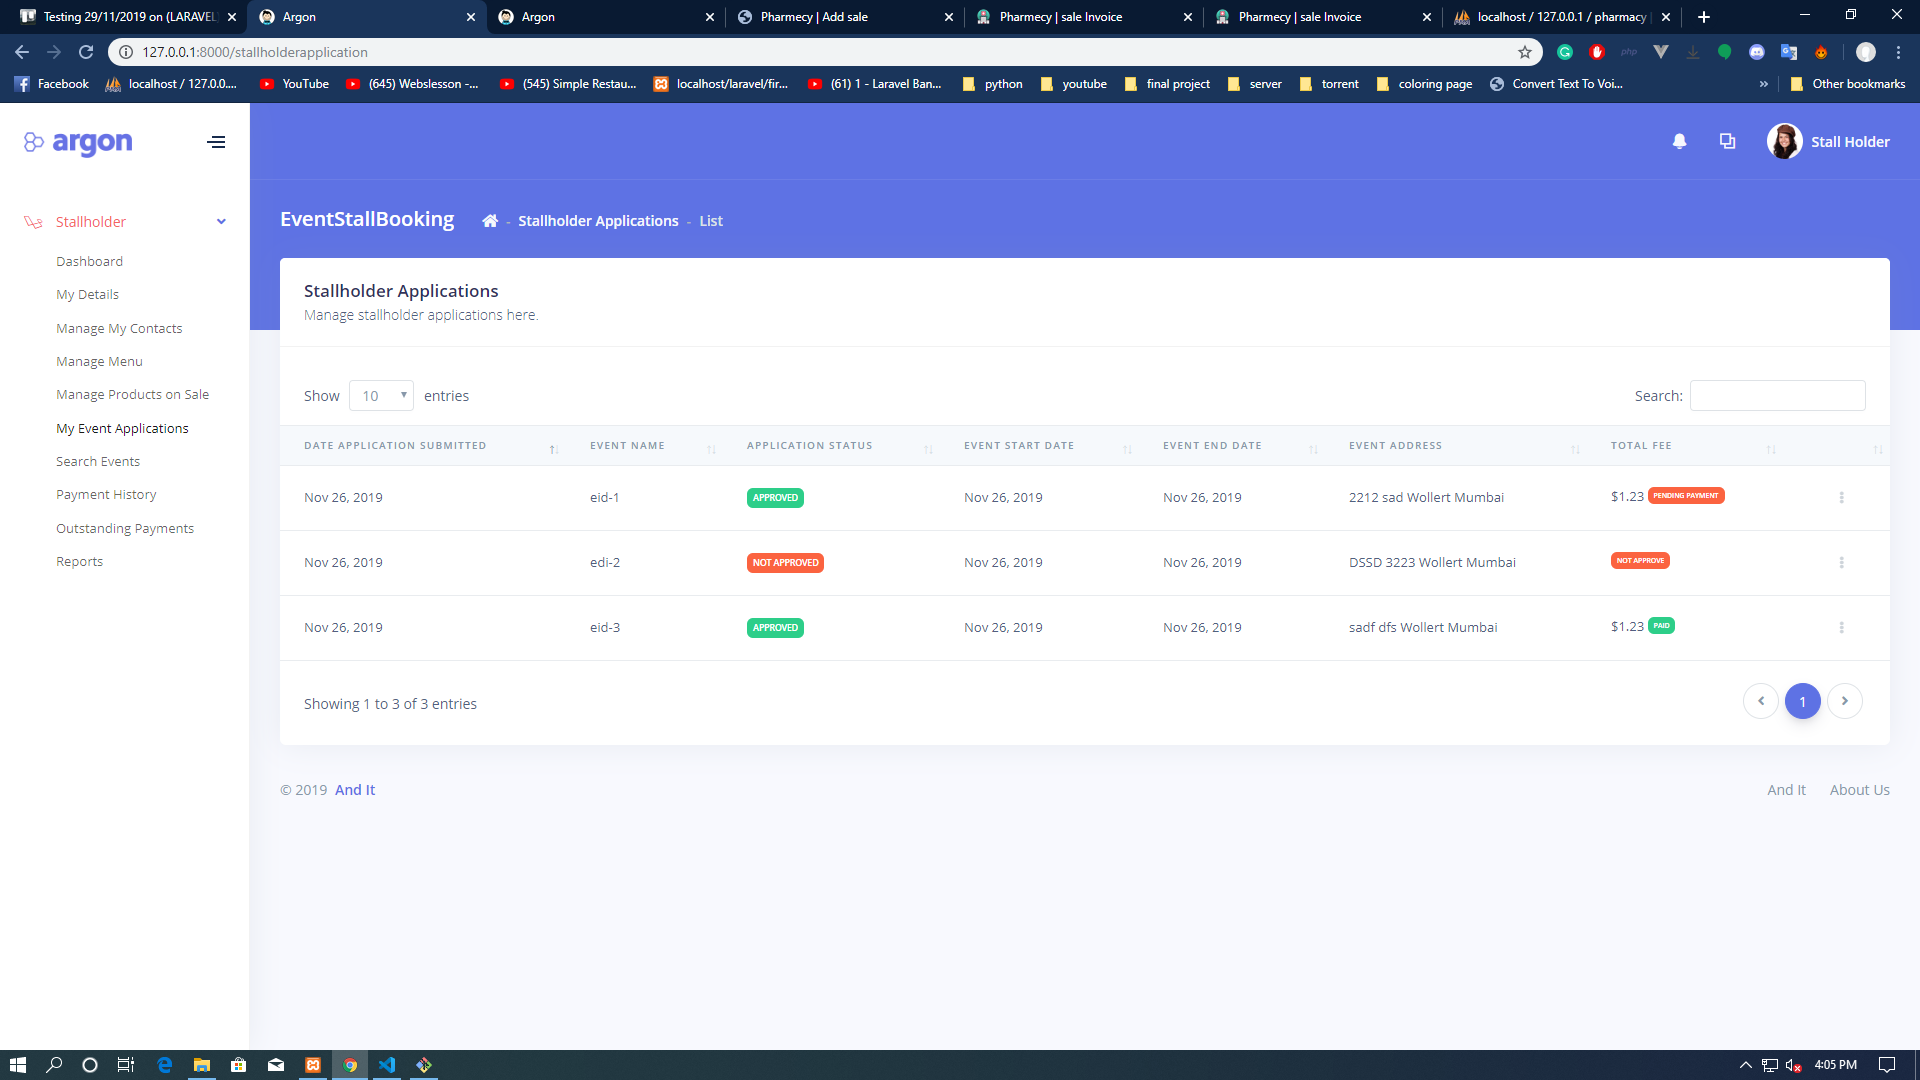 Testing 29/11/2019 on (LARAVEL
Argon
Argon
Pharmecy | Add sale
Pharmecy | sale Invoice
Pharmecy | sale Invoice
localhost / 127.0.0.1 / pharmacy
127.0.0.1:8000/stallholderapplication
php
Facebook
localhost / 127.0.0....
YouTube
(645) Webslesson -...
(545) Simple Restau...
localhost/laravel/fir...
(61) 1 - Laravel Ban...
python
youtube
final project
server
torrent
coloring page
Convert Text To Voi...
»
Other bookmarks
argon
Stall Holder
Stallholder
Dashboard
My Details
Manage My Contacts
Manage Menu
Manage Products on Sale
My Event Applications
Search Events
Payment History
Outstanding Payments
Reports
EventStallBooking
- Stallholder Applications - List
Stallholder Applications
Manage stallholder applications here.
Show 10 entries
Search:
DATE APPLICATION SUBMITTED EVENT NAME APPLICATION STATUS EVENT START DATE EVENT END DATE EVENT ADDRESS TOTAL FEE
Nov 26, 2019 eid-1 APPROVED Nov 26, 2019 Nov 26, 2019 2212 sad Wollert Mumbai $1.23 PENDING PAYMENT
Nov 26, 2019 edi-2 NOT APPROVED Nov 26, 2019 Nov 26, 2019 DSSD 3223 Wollert Mumbai NOT APPROVE
Nov 26, 2019 eid-3 APPROVED Nov 26, 2019 Nov 26, 2019 sadf dfs Wollert Mumbai $1.23 PAID
Showing 1 to 3 of 3 entries
1
© 2019 And It
And It About Us
4:05 PM